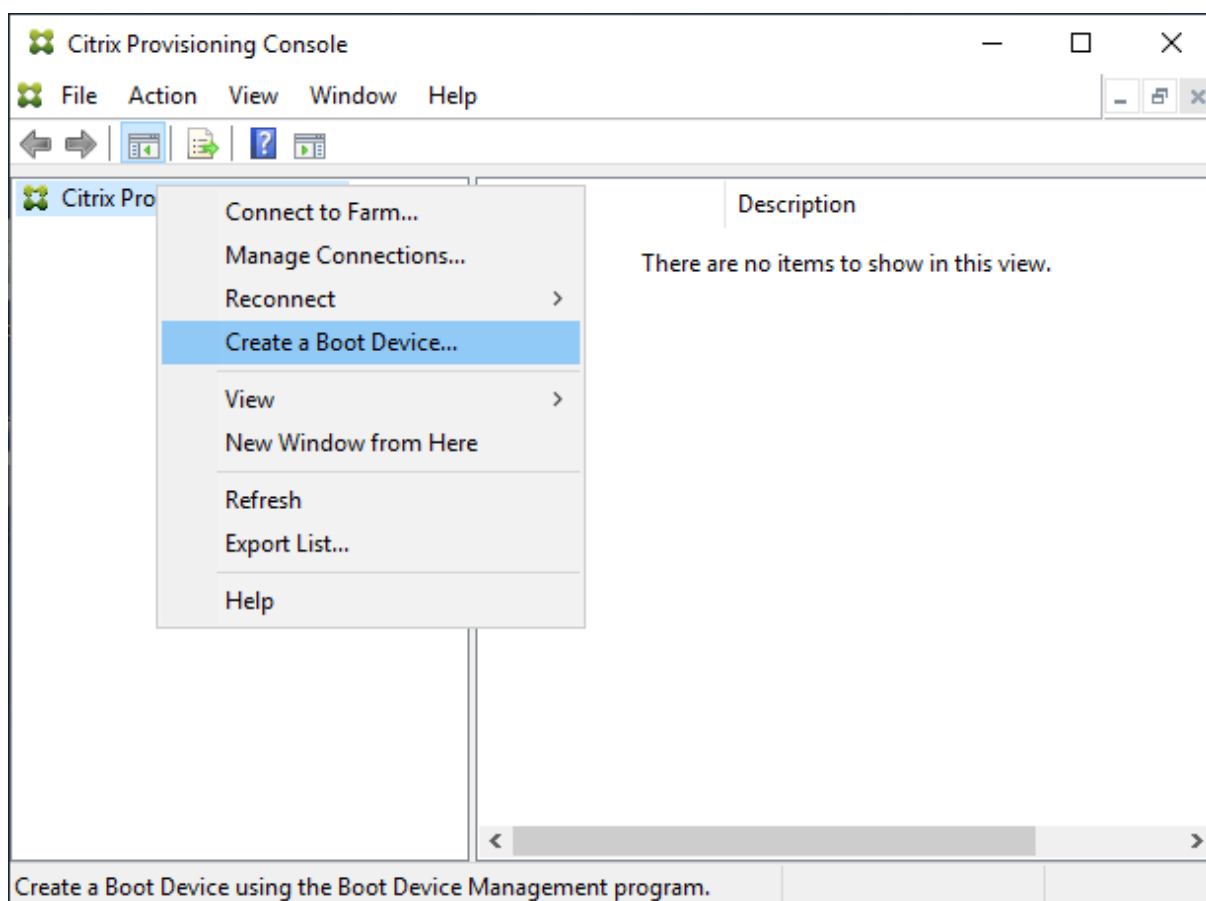 Citrix Provisioning Console
File Action View Window Help
Citrix Pro
Description
There are no items to show in this view.
Connect to Farm...
Manage Connections...
Reconnect
Create a Boot Device...
View
New Window from Here
Refresh
Export List...
Help
Create a Boot Device using the Boot Device Management program.